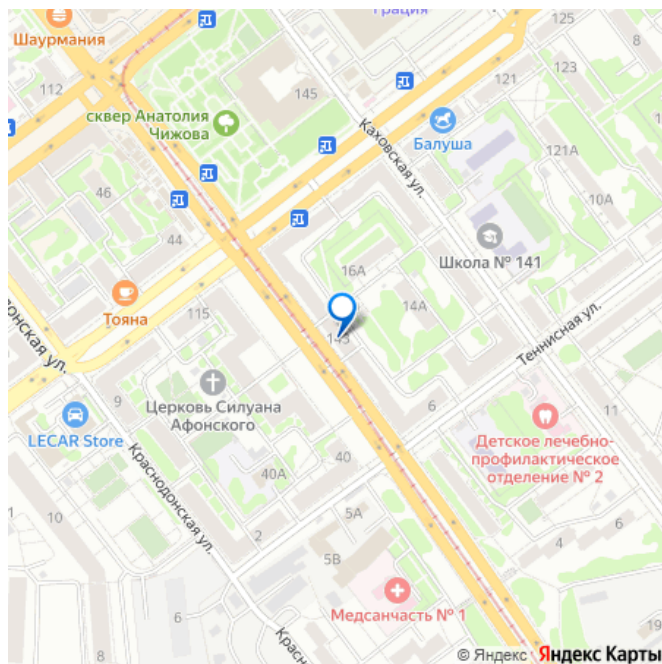 Шаурмания
Грация
125
8
112
145
121
123
сквер Анатолия
Чижова
Каховская ул.
Балуша
121А
46
10А
44
16А
Школа № 141
14А
Тояна
115
143
Теннисная ул.
донская ул.
9
Церковь Силуана
Афонского
6
11
LECAR Store
Детское лечебно-
профилактическое
отделение № 2
40
40А
Краснодонская ул.
10
2
5А
6
4
5В
6
Медсанчасть № 1
19
Красн
© Яндекс Яндекс Карты